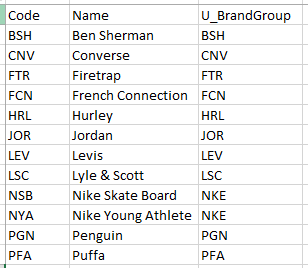 Code Name U_BrandGroup
BSH Ben Sherman BSH
CNV Converse CNV
FTR Firetrap FTR
FCN French Connection FCN
HRL Hurley HRL
JOR Jordan JOR
LEV Levis LEV
LSC Lyle & Scott LSC
NSB Nike Skate Board NKE
NYA Nike Young Athlete NKE
PGN Penguin PGN
PFA Puffa PFA